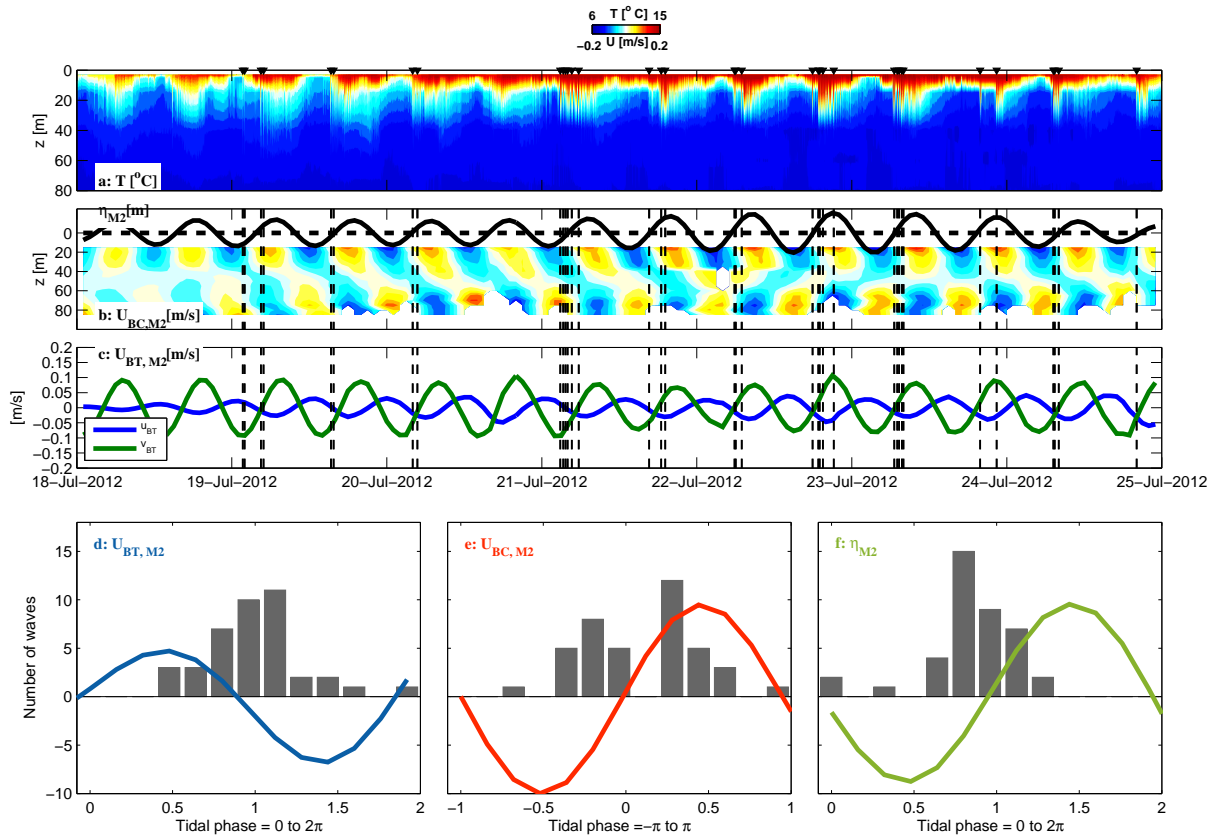 6 T [° C] 15
−0.2 U [m/s] 0.2
0
20
40
60
80
z [m]
a: T [°C]
η_M2[m]
0
20
40
60
80
z[m]
b: U_BC,M2[m/s]
c: U_BT, M2[m/s]
0.2
0.15
0.1
0.05
0
−0.05
−0.1
−0.15
−0.2
[m/s]
u_BT
v_BT
18−Jul−2012 19−Jul−2012 20−Jul−2012 21−Jul−2012 22−Jul−2012 23−Jul−2012 24−Jul−2012 25−Jul−2012
d: U_BT, M2
e: U_BC, M2
f: η_M2
15
10
5
0
−5
−10
Number of waves
0 0.5 1 1.5 2
Tidal phase = 0 to 2π
−1 −0.5 0 0.5 1
Tidal phase =−π to π
0 0.5 1 1.5 2
Tidal phase = 0 to 2π